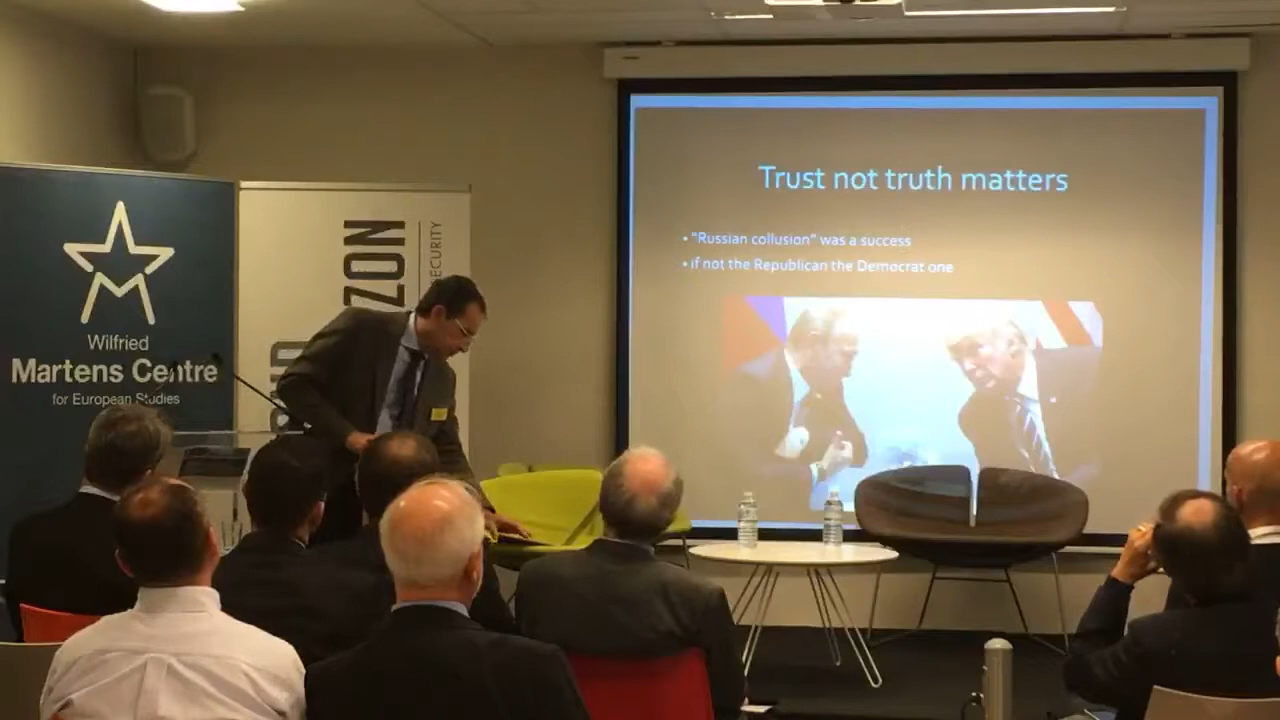 Wilfried
Martens Centre
for European Studies
ZON
SECURITY
Trust not truth matters
• "Russian collusion" was a success
• if not the Republican the Democrat one